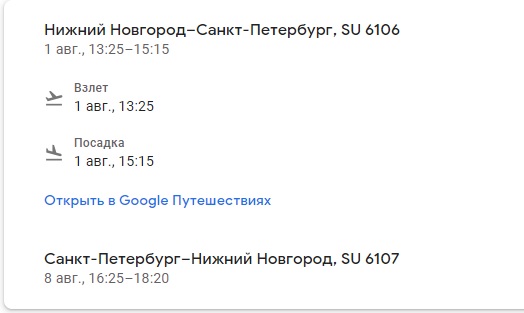 Нижний Новгород–Санкт-Петербург, SU 6106
1 авг., 13:25–15:15
Взлет
1 авг., 13:25
Посадка
1 авг., 15:15
Открыть в Google Путешествиях
Санкт-Петербург–Нижний Новгород, SU 6107
8 авг., 16:25–18:20